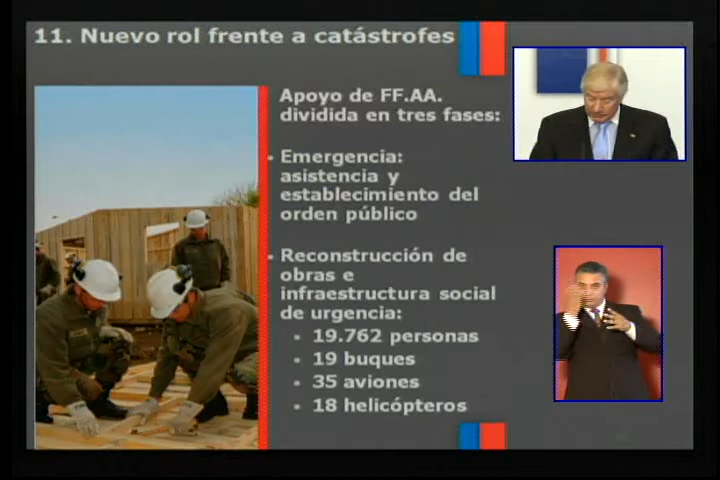 11. Nuevo rol frente a catástrofes
Apoyo de FF.AA.
dividida en tres fases:
• Emergencia:
asistencia y
establecimiento del
orden público
• Reconstrucción de
obras e
infraestructura social
de urgencia:
• 19.762 personas
• 19 buques
• 35 aviones
• 18 helicópteros